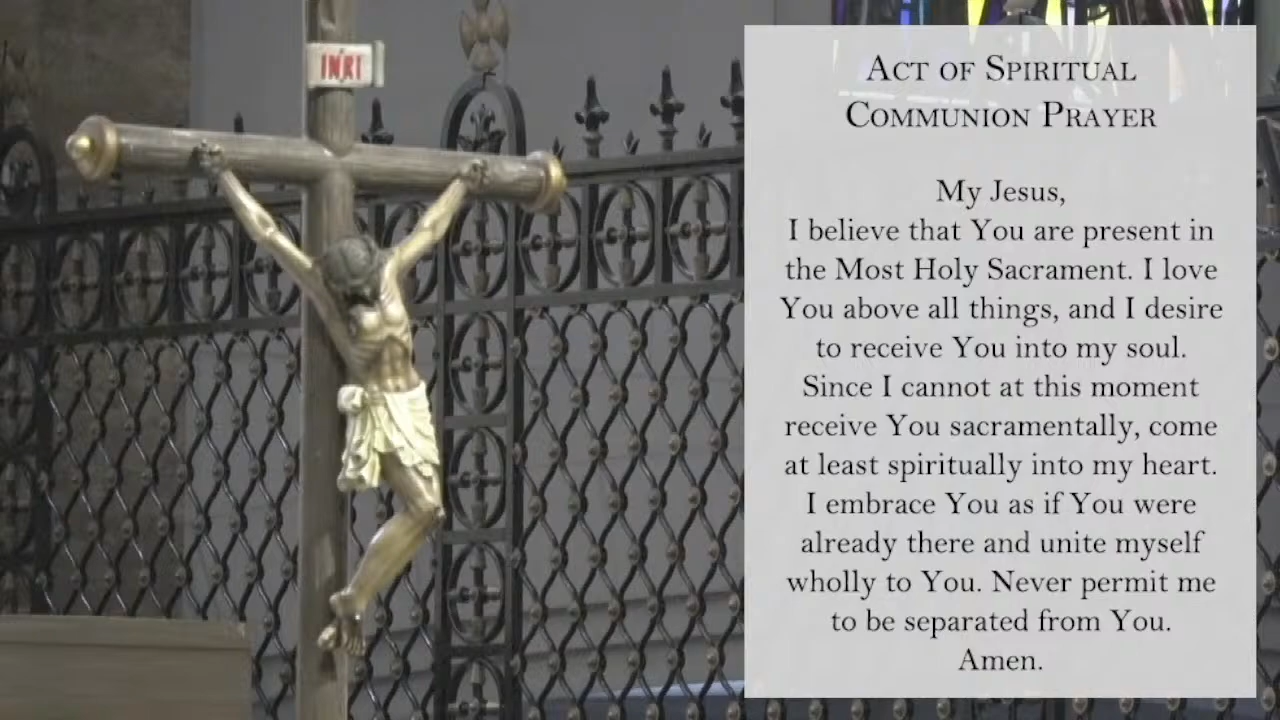 INRI
Act of Spiritual
Communion Prayer
My Jesus,
I believe that You are present in
the Most Holy Sacrament. I love
You above all things, and I desire
to receive You into my soul.
Since I cannot at this moment
receive You sacramentally, come
at least spiritually into my heart.
I embrace You as if You were
already there and unite myself
wholly to You. Never permit me
to be separated from You.
Amen.